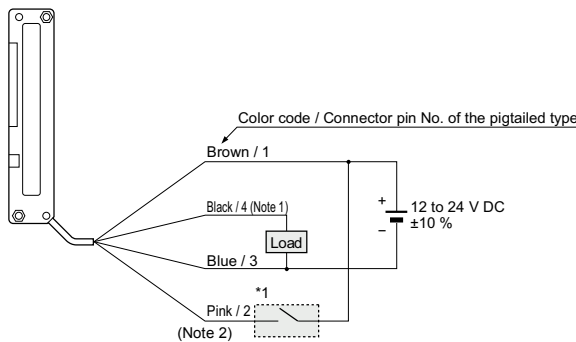 Color code / Connector pin No. of the pigtailed type
Brown / 1
Black / 4 (Note 1)
Load
+
12 to 24 V DC
±10 %
−
Blue / 3
*1
Pink / 2
(Note 2)